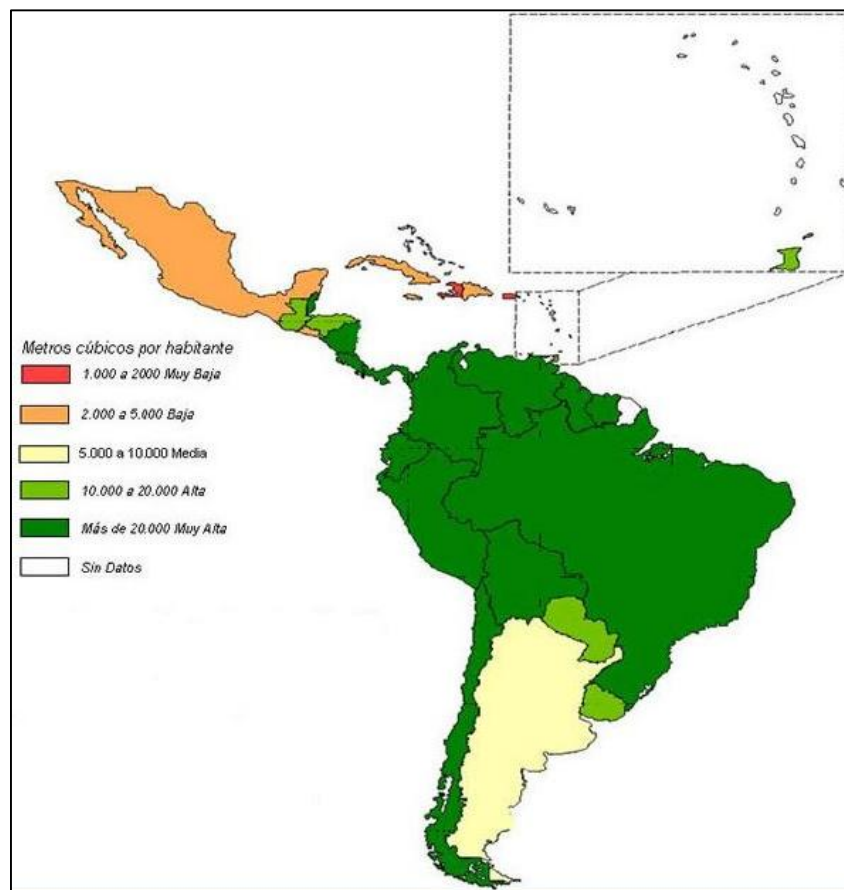 Metros cúbicos por habitante
1.000 a 2000 Muy Baja
2.000 a 5.000 Baja
5.000 a 10.000 Media
10.000 a 20.000 Alta
Más de 20.000 Muy Alta
Sin Datos